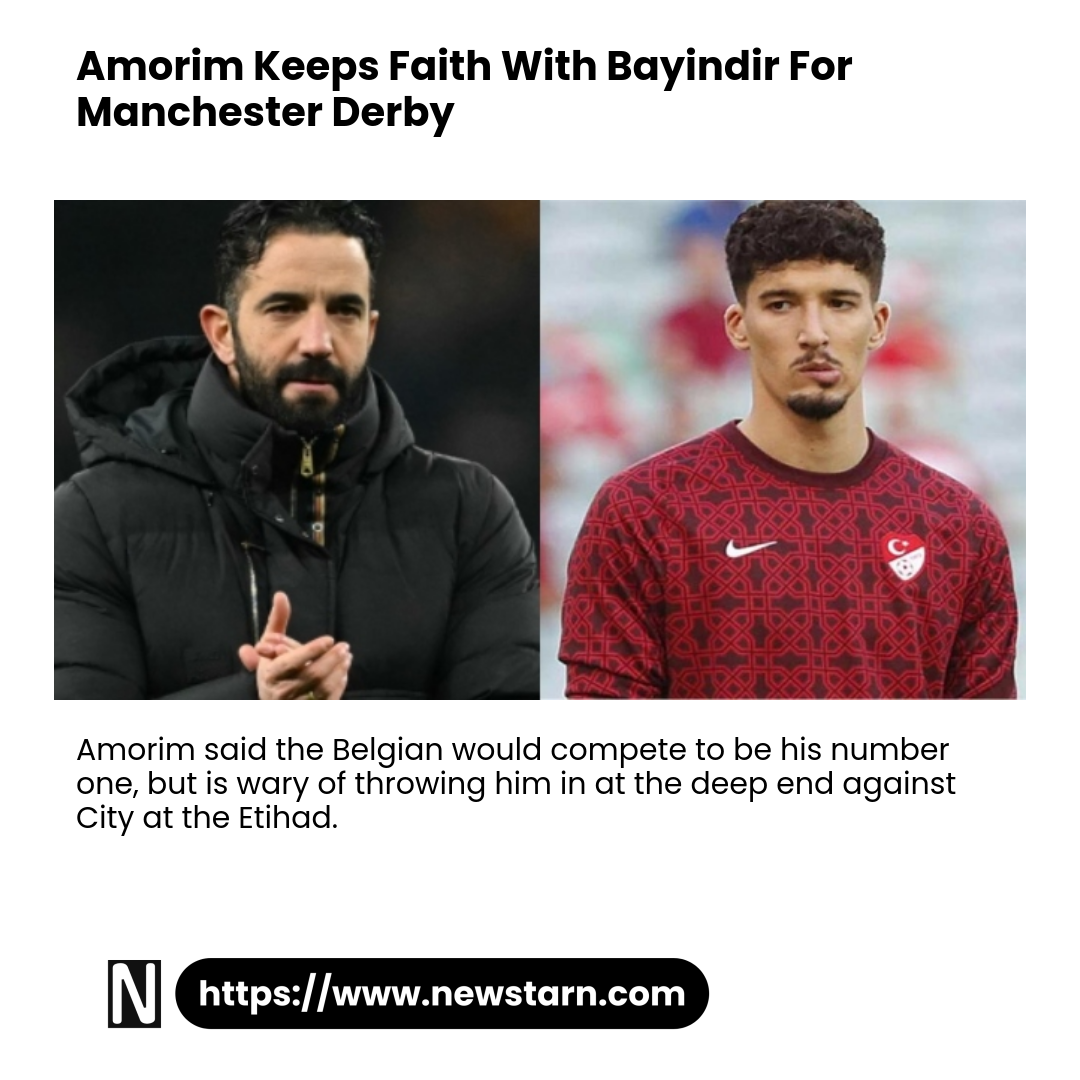 Amorim Keeps Faith With Bayindir For
Manchester Derby
Amorim said the Belgian would compete to be his number
one, but is wary of throwing him in at the deep end against
City at the Etihad.
N
https://www.newstarn.com